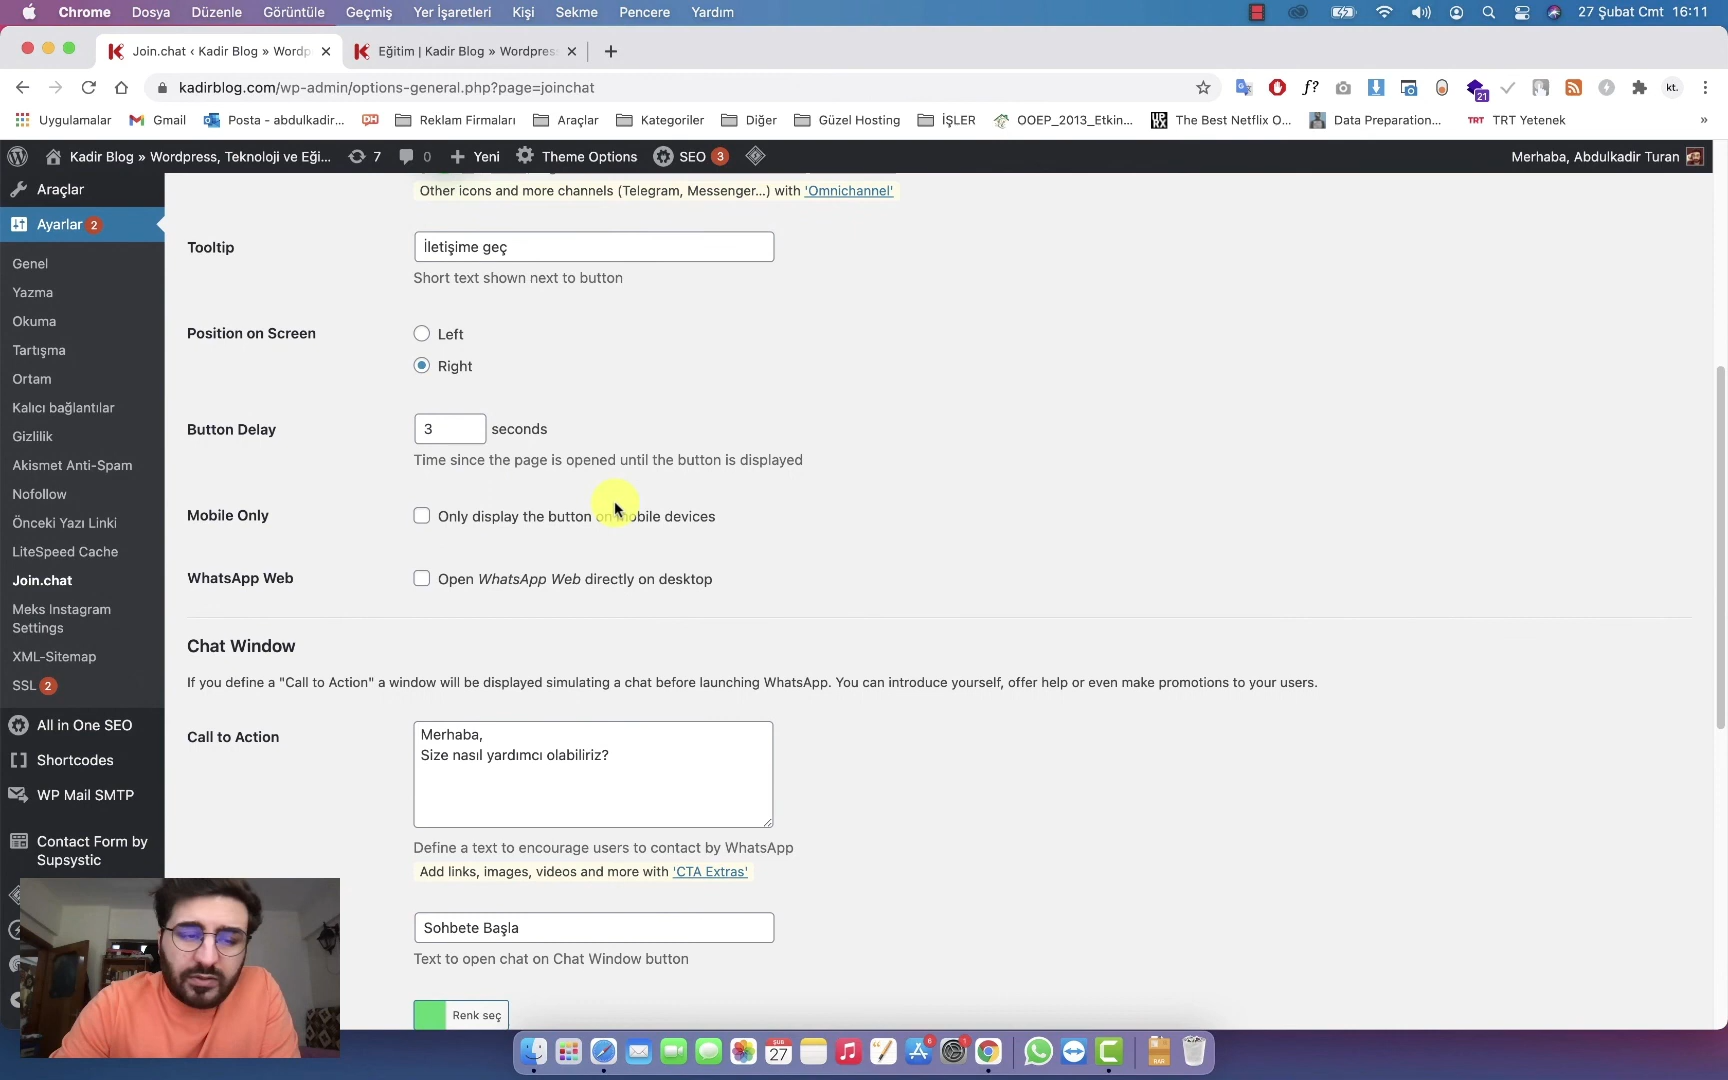 Chrome Dosya Düzenle Görüntüle Geçmiş Yer İşaretleri Kişi Sekme Pencere Yardım 27 Şubat Cmt 16:11
Join.chat ‹ Kadir Blog » Wordp Eğitim | Kadir Blog » Wordpres
kadirblog.com/wp-admin/options-general.php?page=joinchat f? 21 kt.
Uygulamalar Gmail Posta - abdulkadir... DH Reklam Firmaları Araçlar Kategoriler Diğer Güzel Hosting İŞLER OOEP_2013_Etkin... The Best Netflix O... Data Preparation... TRT TRT Yetenek »
Kadir Blog » Wordpress, Teknoloji ve Eği... 7 0 Yeni Theme Options SEO 3 Merhaba, Abdulkadir Turan
Araçlar
Ayarlar 2
Genel
Yazma
Okuma
Tartışma
Ortam
Kalıcı bağlantılar
Gizlilik
Akismet Anti-Spam
Nofollow
Önceki Yazı Linki
LiteSpeed Cache
Join.chat
Meks Instagram
Settings
XML-Sitemap
SSL 2
All in One SEO
Shortcodes
WP Mail SMTP
Contact Form by
Supsystic
Other icons and more channels (Telegram, Messenger...) with 'Omnichannel'
Tooltip İletişime geç
Short text shown next to button
Position on Screen Left
Right
Button Delay 3 seconds
Time since the page is opened until the button is displayed
Mobile Only Only display the button on mobile devices
WhatsApp Web Open WhatsApp Web directly on desktop
Chat Window
If you define a "Call to Action" a window will be displayed simulating a chat before launching WhatsApp. You can introduce yourself, offer help or even make promotions to your users.
Call to Action Merhaba,
Size nasıl yardımcı olabiliriz?
Define a text to encourage users to contact by WhatsApp
Add links, images, videos and more with 'CTA Extras'
Sohbete Başla
Text to open chat on Chat Window button
Renk seç
ŞUB
27
6
1
RAR